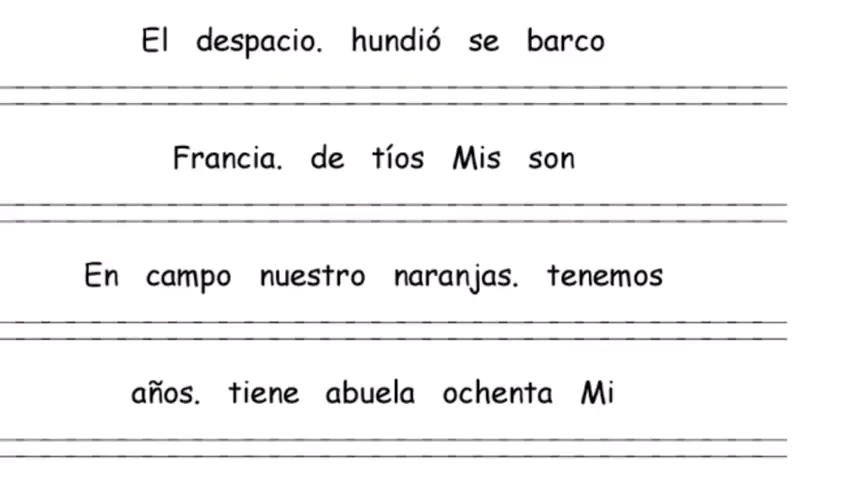 El despacio. hundió se barco
Francia. de tíos Mis son
En campo nuestro naranjas. tenemos
años. tiene abuela ochenta Mi